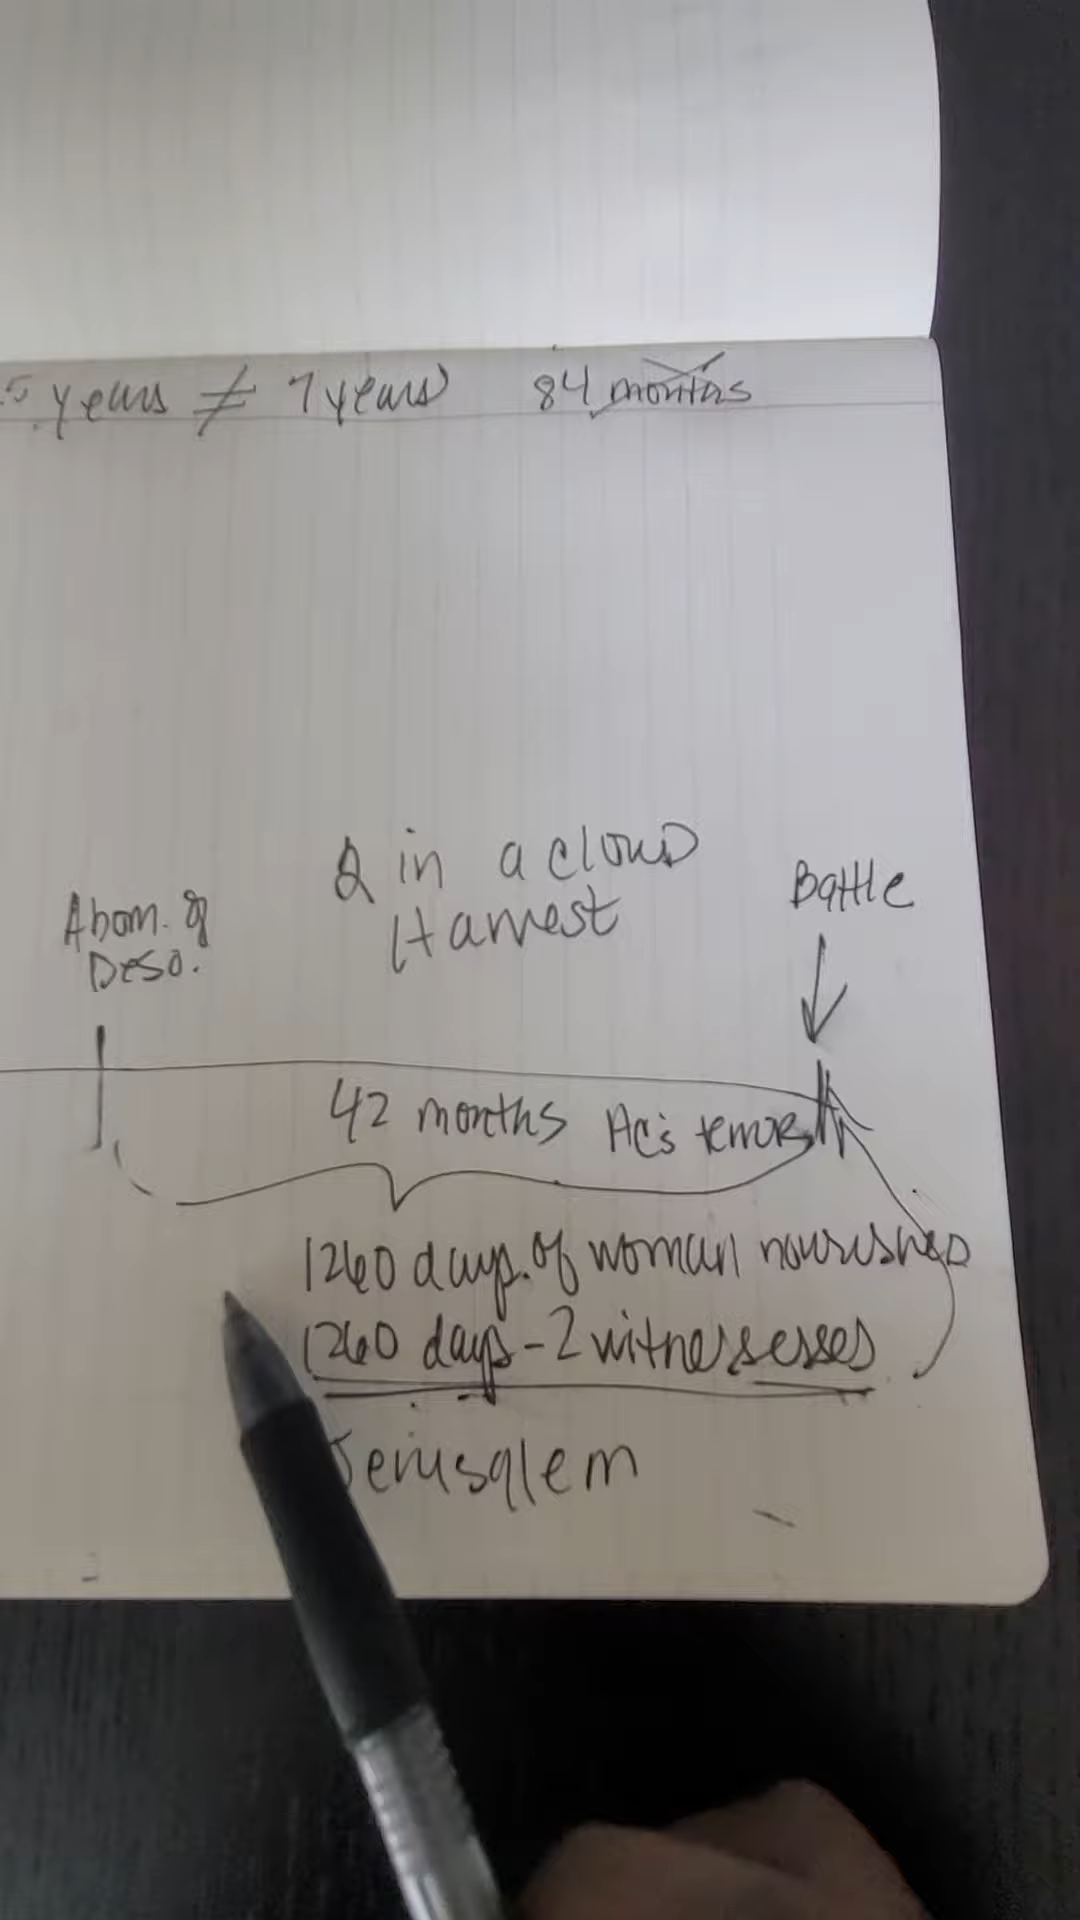 .5 years ≠ 7 years 84 months
in a cloud
Harvest
Battle
Abom. of
Deso.
42 months AC's terror
1260 days. of woman nourished
1260 days - 2 witnessesses
Jerusalem